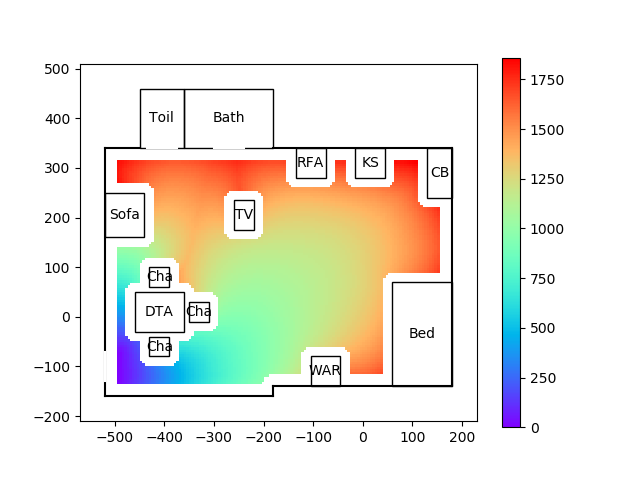 500
400
300
200
100
0
−100
−200
−500 −400 −300 −200 −100 0 100 200
Toil Bath
RFA KS CB
Sofa TV
Cha
DTA Cha
Cha
Bed
WAR
1750
1500
1250
1000
750
500
250
0